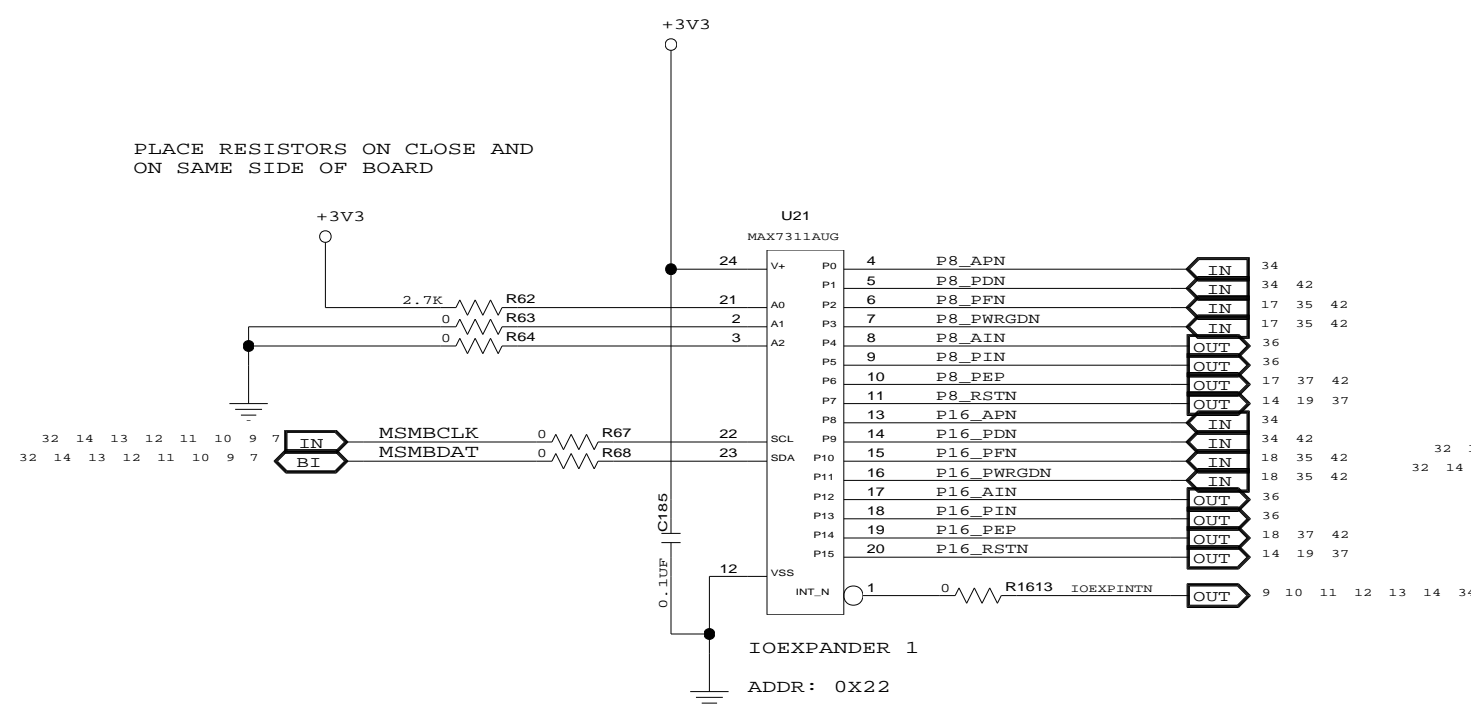 +3V3
PLACE RESISTORS ON CLOSE AND
ON SAME SIDE OF BOARD
+3V3
U21
MAX7311AUG
24 V+ P0 4 P8_APN IN 34
P1 5 P8_PDN IN 34 42
2.7K R62 21 A0 P2 6 P8_PFN IN 17 35 42
0 R63 2 A1 P3 7 P8_PWRGDN IN 17 35 42
0 R64 3 A2 P4 8 P8_AIN OUT 36
P5 9 P8_PIN OUT 36
P6 10 P8_PEP OUT 17 37 42
P7 11 P8_RSTN OUT 14 19 37
P8 13 P16_APN IN 34
32 14 13 12 11 10 9 7 IN MSMBCLK 0 R67 22 SCL P9 14 P16_PDN IN 34 42
32 14 13 12 11 10 9 7 BI MSMBDAT 0 R68 23 SDA P10 15 P16_PFN IN 18 35 42 32
P11 16 P16_PWRGDN IN 18 35 42 32 14
P12 17 P16_AIN OUT 36
P13 18 P16_PIN OUT 36
C185
P14 19 P16_PEP OUT 18 37 42
P15 20 P16_RSTN OUT 14 19 37
0.1UF
12 VSS
INT_N 1 0 R1613 IOEXPINTN OUT 9 10 11 12 13 14 34
IOEXPANDER 1
ADDR: 0X22